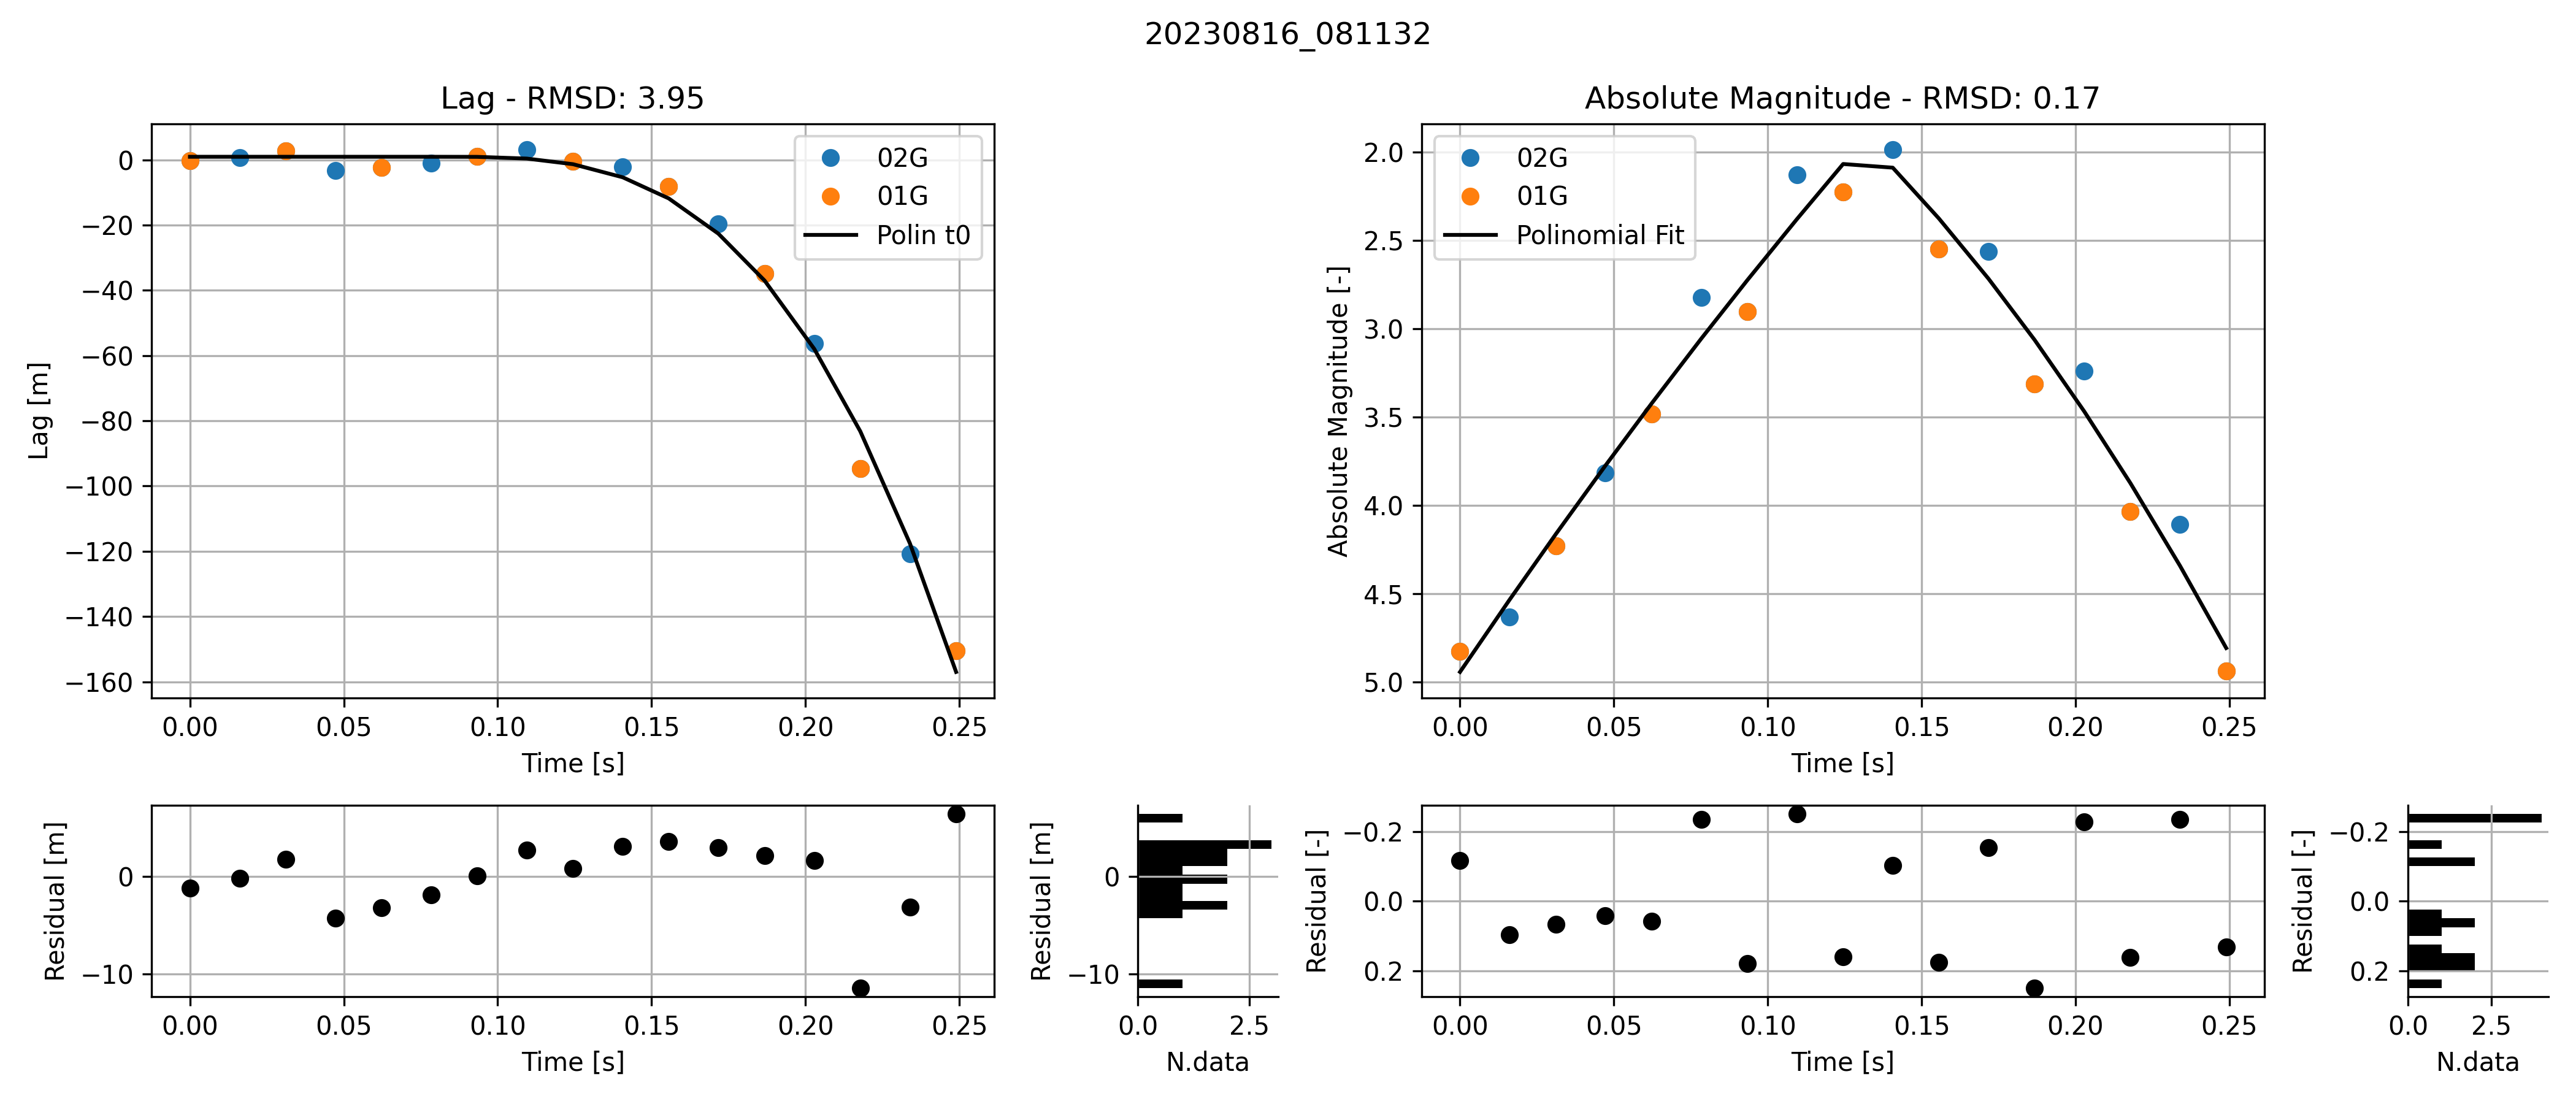 20230816_081132
Lag - RMSD: 3.95
02G
01G
Polin t0
0
−20
−40
−60
−80
−100
−120
−140
−160
Lag [m]
0.00 0.05 0.10 0.15 0.20 0.25
Time [s]
Absolute Magnitude - RMSD: 0.17
02G
01G
Polinomial Fit
2.0
2.5
3.0
3.5
4.0
4.5
5.0
Absolute Magnitude [-]
0.00 0.05 0.10 0.15 0.20 0.25
Time [s]
Residual [m]
0
−10
0.00 0.05 0.10 0.15 0.20 0.25
Time [s]
Residual [m]
0
−10
0.0 2.5
N.data
Residual [-]
−0.2
0.0
0.2
0.00 0.05 0.10 0.15 0.20 0.25
Time [s]
Residual [-]
−0.2
0.0
0.2
0.0 2.5
N.data